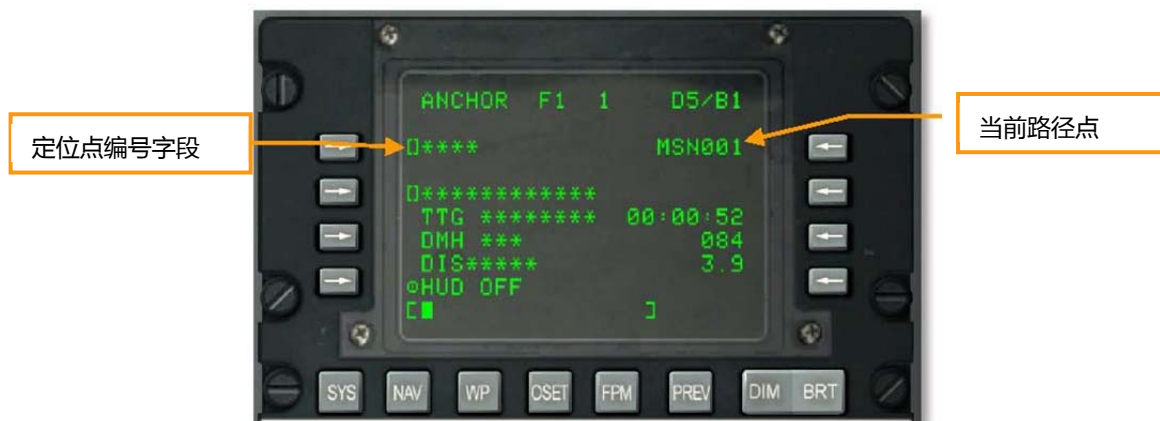 定位点编号字段
当前路径点
ANCHOR F1 1 D5/B1
[]**** MSN001
[]************
TTG ******** 00:00:52
DMH *** 084
DIS***** 3.9
⊙HUD OFF
[ ]
SYS NAV WP OSET FPM PREV DIM BRT